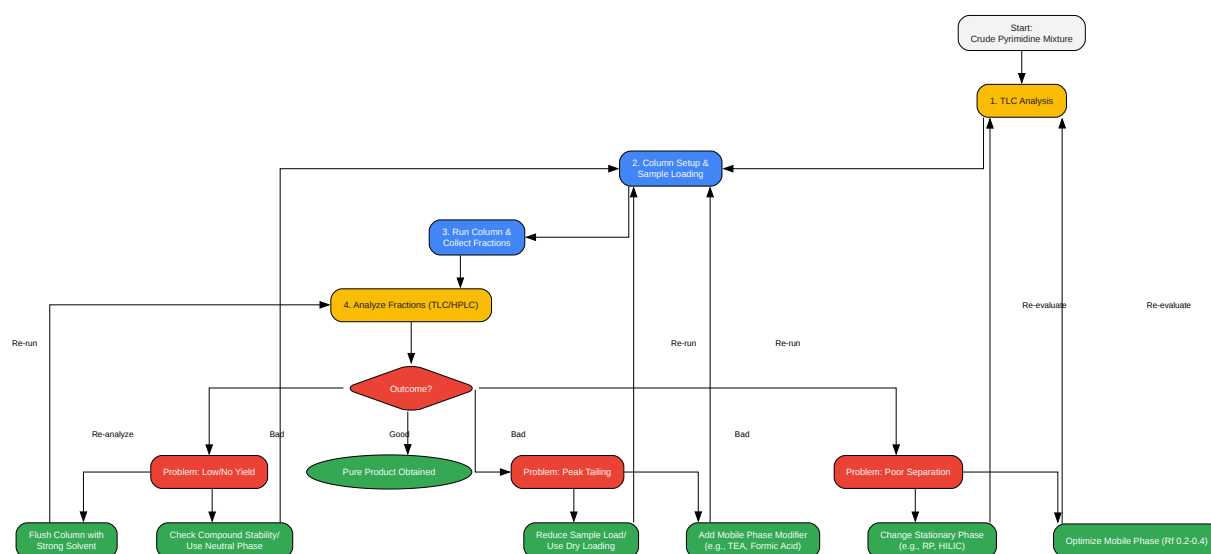 Start:
Crude Pyrimidine Mixture
1. TLC Analysis
2. Column Setup &
Sample Loading
3. Run Column &
Collect Fractions
4. Analyze Fractions (TLC/HPLC)
Re-evaluate
Re-evaluate
Re-run
Re-run
Re-run
Outcome?
Re-analyze
Bad
Good
Bad
Bad
Problem: Low/No Yield
Pure Product Obtained
Problem: Peak Tailing
Problem: Poor Separation
Flush Column with
Strong Solvent
Check Compound Stability/
Use Neutral Phase
Reduce Sample Load/
Use Dry Loading
Add Mobile Phase Modifier
(e.g., TEA, Formic Acid)
Change Stationary Phase
(e.g., RP, HILIC)
Optimize Mobile Phase (Rf 0.2-0.4)